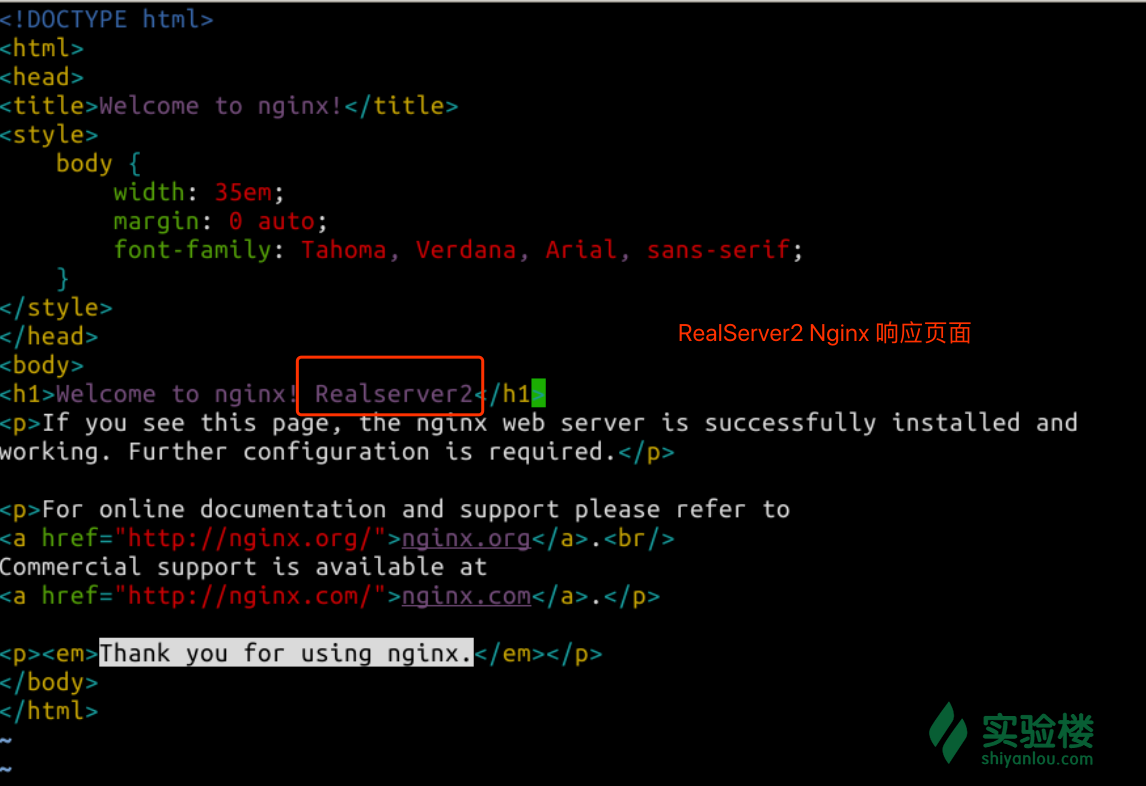 <!DOCTYPE html>
<html>
<head>
<title>Welcome to nginx!</title>
<style>
    body {
        width: 35em;
        margin: 0 auto;
        font-family: Tahoma, Verdana, Arial, sans-serif;
    }
</style>
</head>
RealServer2 Nginx 响应页面
<body>
<h1>Welcome to nginx! Realserver2</h1>
<p>If you see this page, the nginx web server is successfully installed and
working. Further configuration is required.</p>

<p>For online documentation and support please refer to
<a href="http://nginx.org/">nginx.org</a>.<br/>
Commercial support is available at
<a href="http://nginx.com/">nginx.com</a>.</p>

<p><em>Thank you for using nginx.</em></p>
</body>
</html>
~
~
实验楼
shiyanlou.com